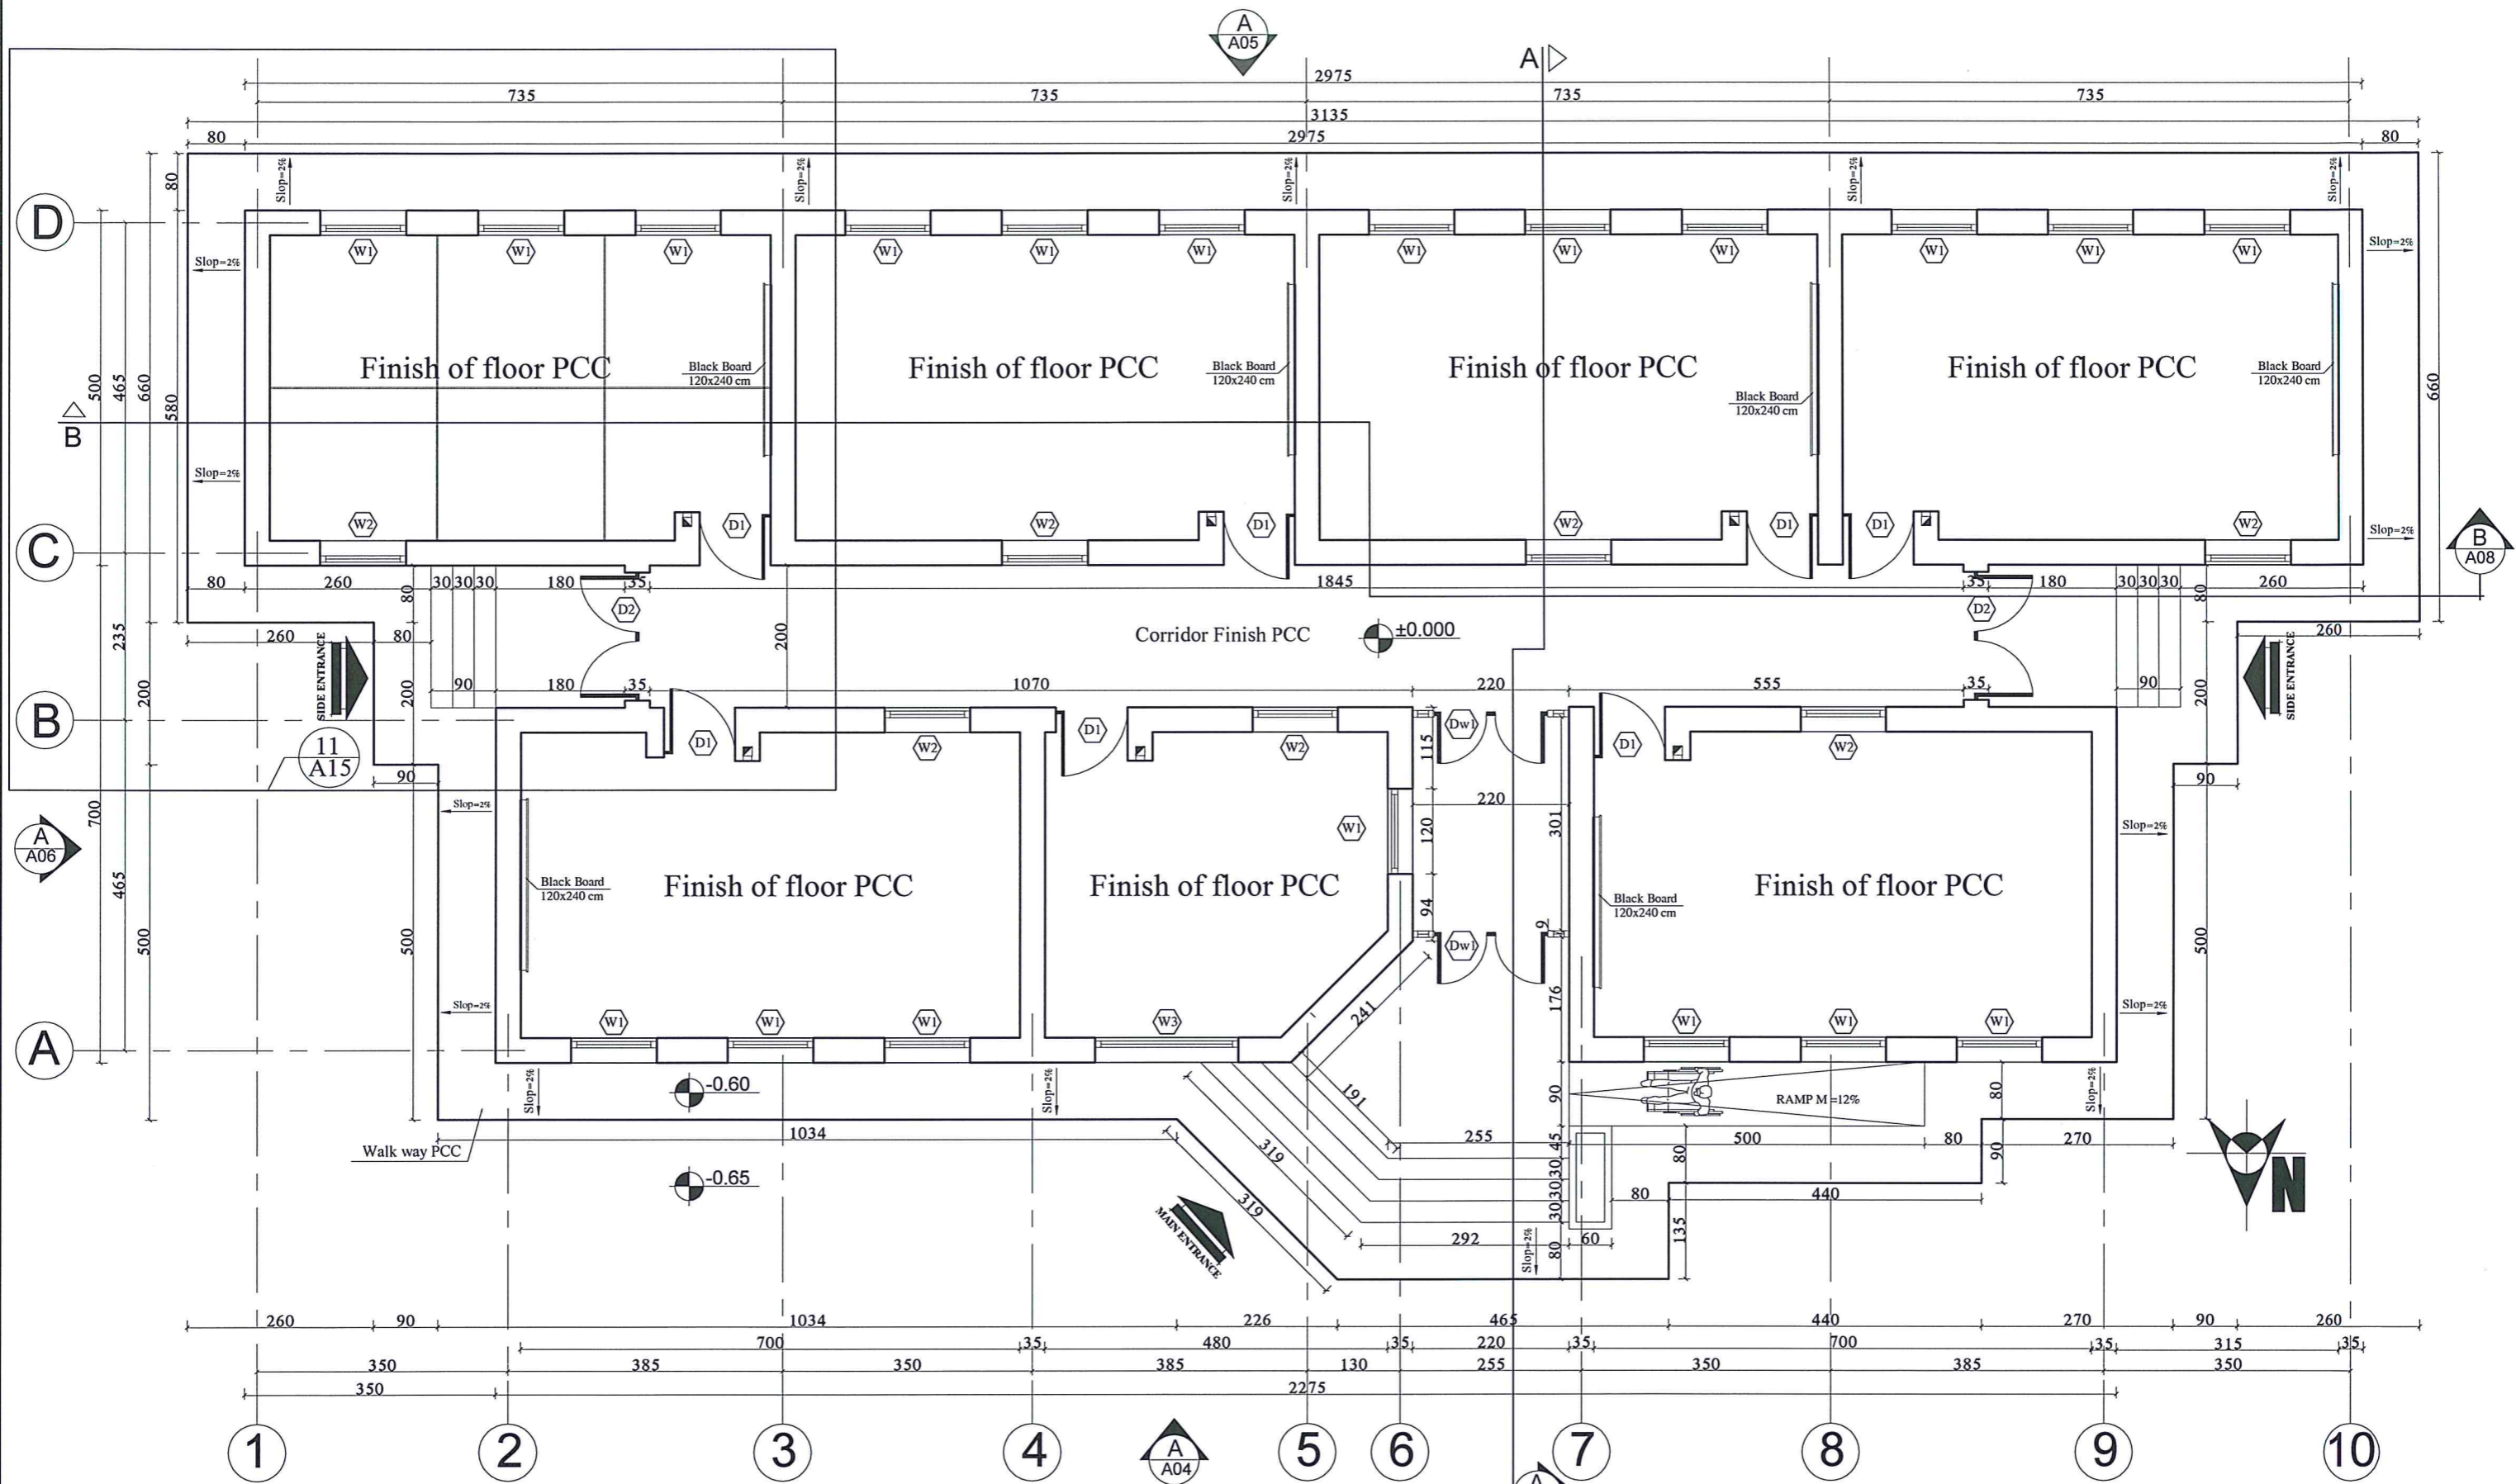 A
A05
A
2975
735 735 735 735
3135
80 2975 80
Slop=2% Slop=2% Slop=2% Slop=2% Slop=2%
80
D
W1 W1 W1 W1 W1 W1 W1 W1 W1 W1 W1 W1
Slop=2% Slop=2%
Finish of floor PCC Finish of floor PCC Finish of floor PCC Finish of floor PCC
Black Board
120x240 cm
Black Board
120x240 cm
Black Board
120x240 cm
Black Board
120x240 cm
500 465 660 580 660
B
Slop=2%
W2 D1 W2 D1 W2 D1 D1 W2
Slop=2%
C
B
A08
80 260 30 30 30 180 35 1845 35 180 30 30 30 260
80 80
D2 D2
235 260 80 200 260
Corridor Finish PCC
±0.000
SIDE ENTRANCE
SIDE ENTRANCE
200 200 200
90 180 35 1070 220 555 35 90
B
D1 W2 D1 W2 Dw1 D1 W2
11
A15
115
90 90
220
Slop=2% Slop=2%
700
A
A06
W1
120 301
465
Black Board
120x240 cm
Finish of floor PCC Finish of floor PCC Finish of floor PCC
Black Board
120x240 cm
94 9
500 500 500
Dw1
176
Slop=2% Slop=2%
W1 W1 W1 W3 W1 W1 W1
241
A
-0.60
Slop=2% Slop=2% Slop=2%
191
90
RAMP M =12%
80
1034
Walk way PCC
319
255 45 500 80 270
80 90
-0.65
N
30 30 30
80 440
319
MAIN ENTRANCE
292 60
Slop=2%
80 135
260 90 1034 226 465 440 270 90 260
700 35 480 35 220 35 700 35 315 35
350 385 350 385 130 255 350 385 350
350 2275
1 2 3 4 5 6 7 8 9 10
A
A04
A